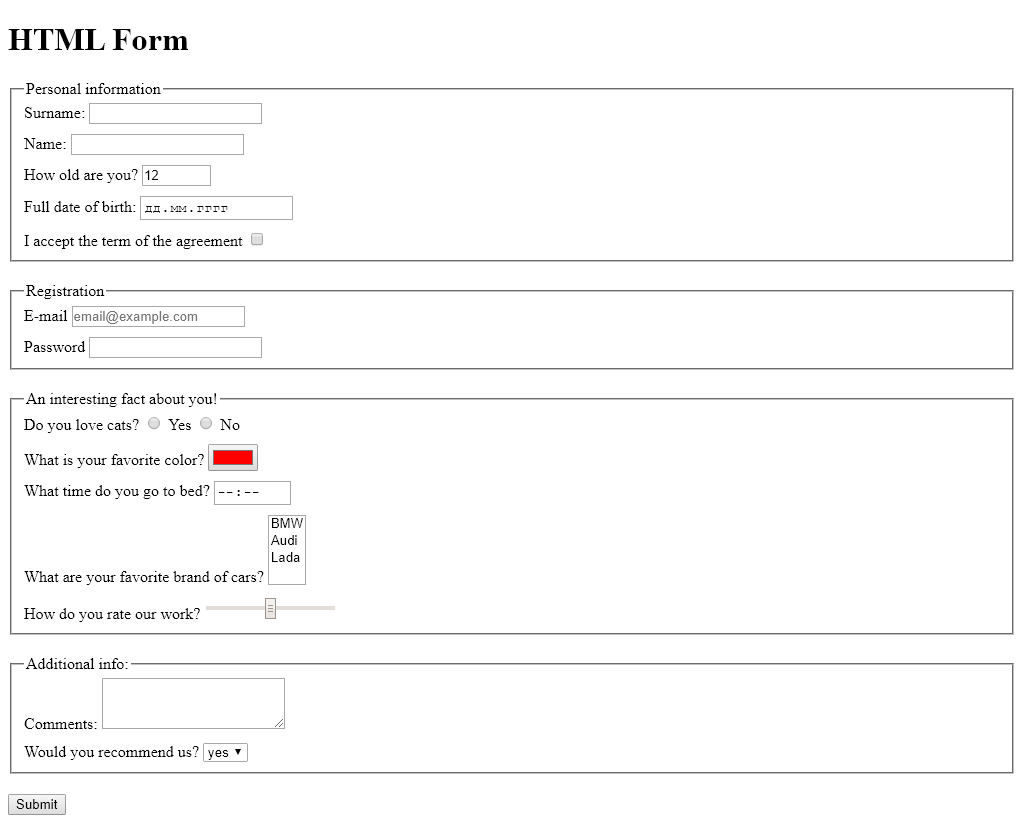 HTML Form
Personal information
Surname:
Name:
How old are you? 12
Full date of birth: дд.мм.гггг
I accept the term of the agreement
Registration
E-mail email@example.com
Password
An interesting fact about you!
Do you love cats? Yes No
What is your favorite color?
What time do you go to bed? --:--
BMW
Audi
Lada
What are your favorite brand of cars?
How do you rate our work?
Additional info:
Comments:
Would you recommend us? yes
Submit